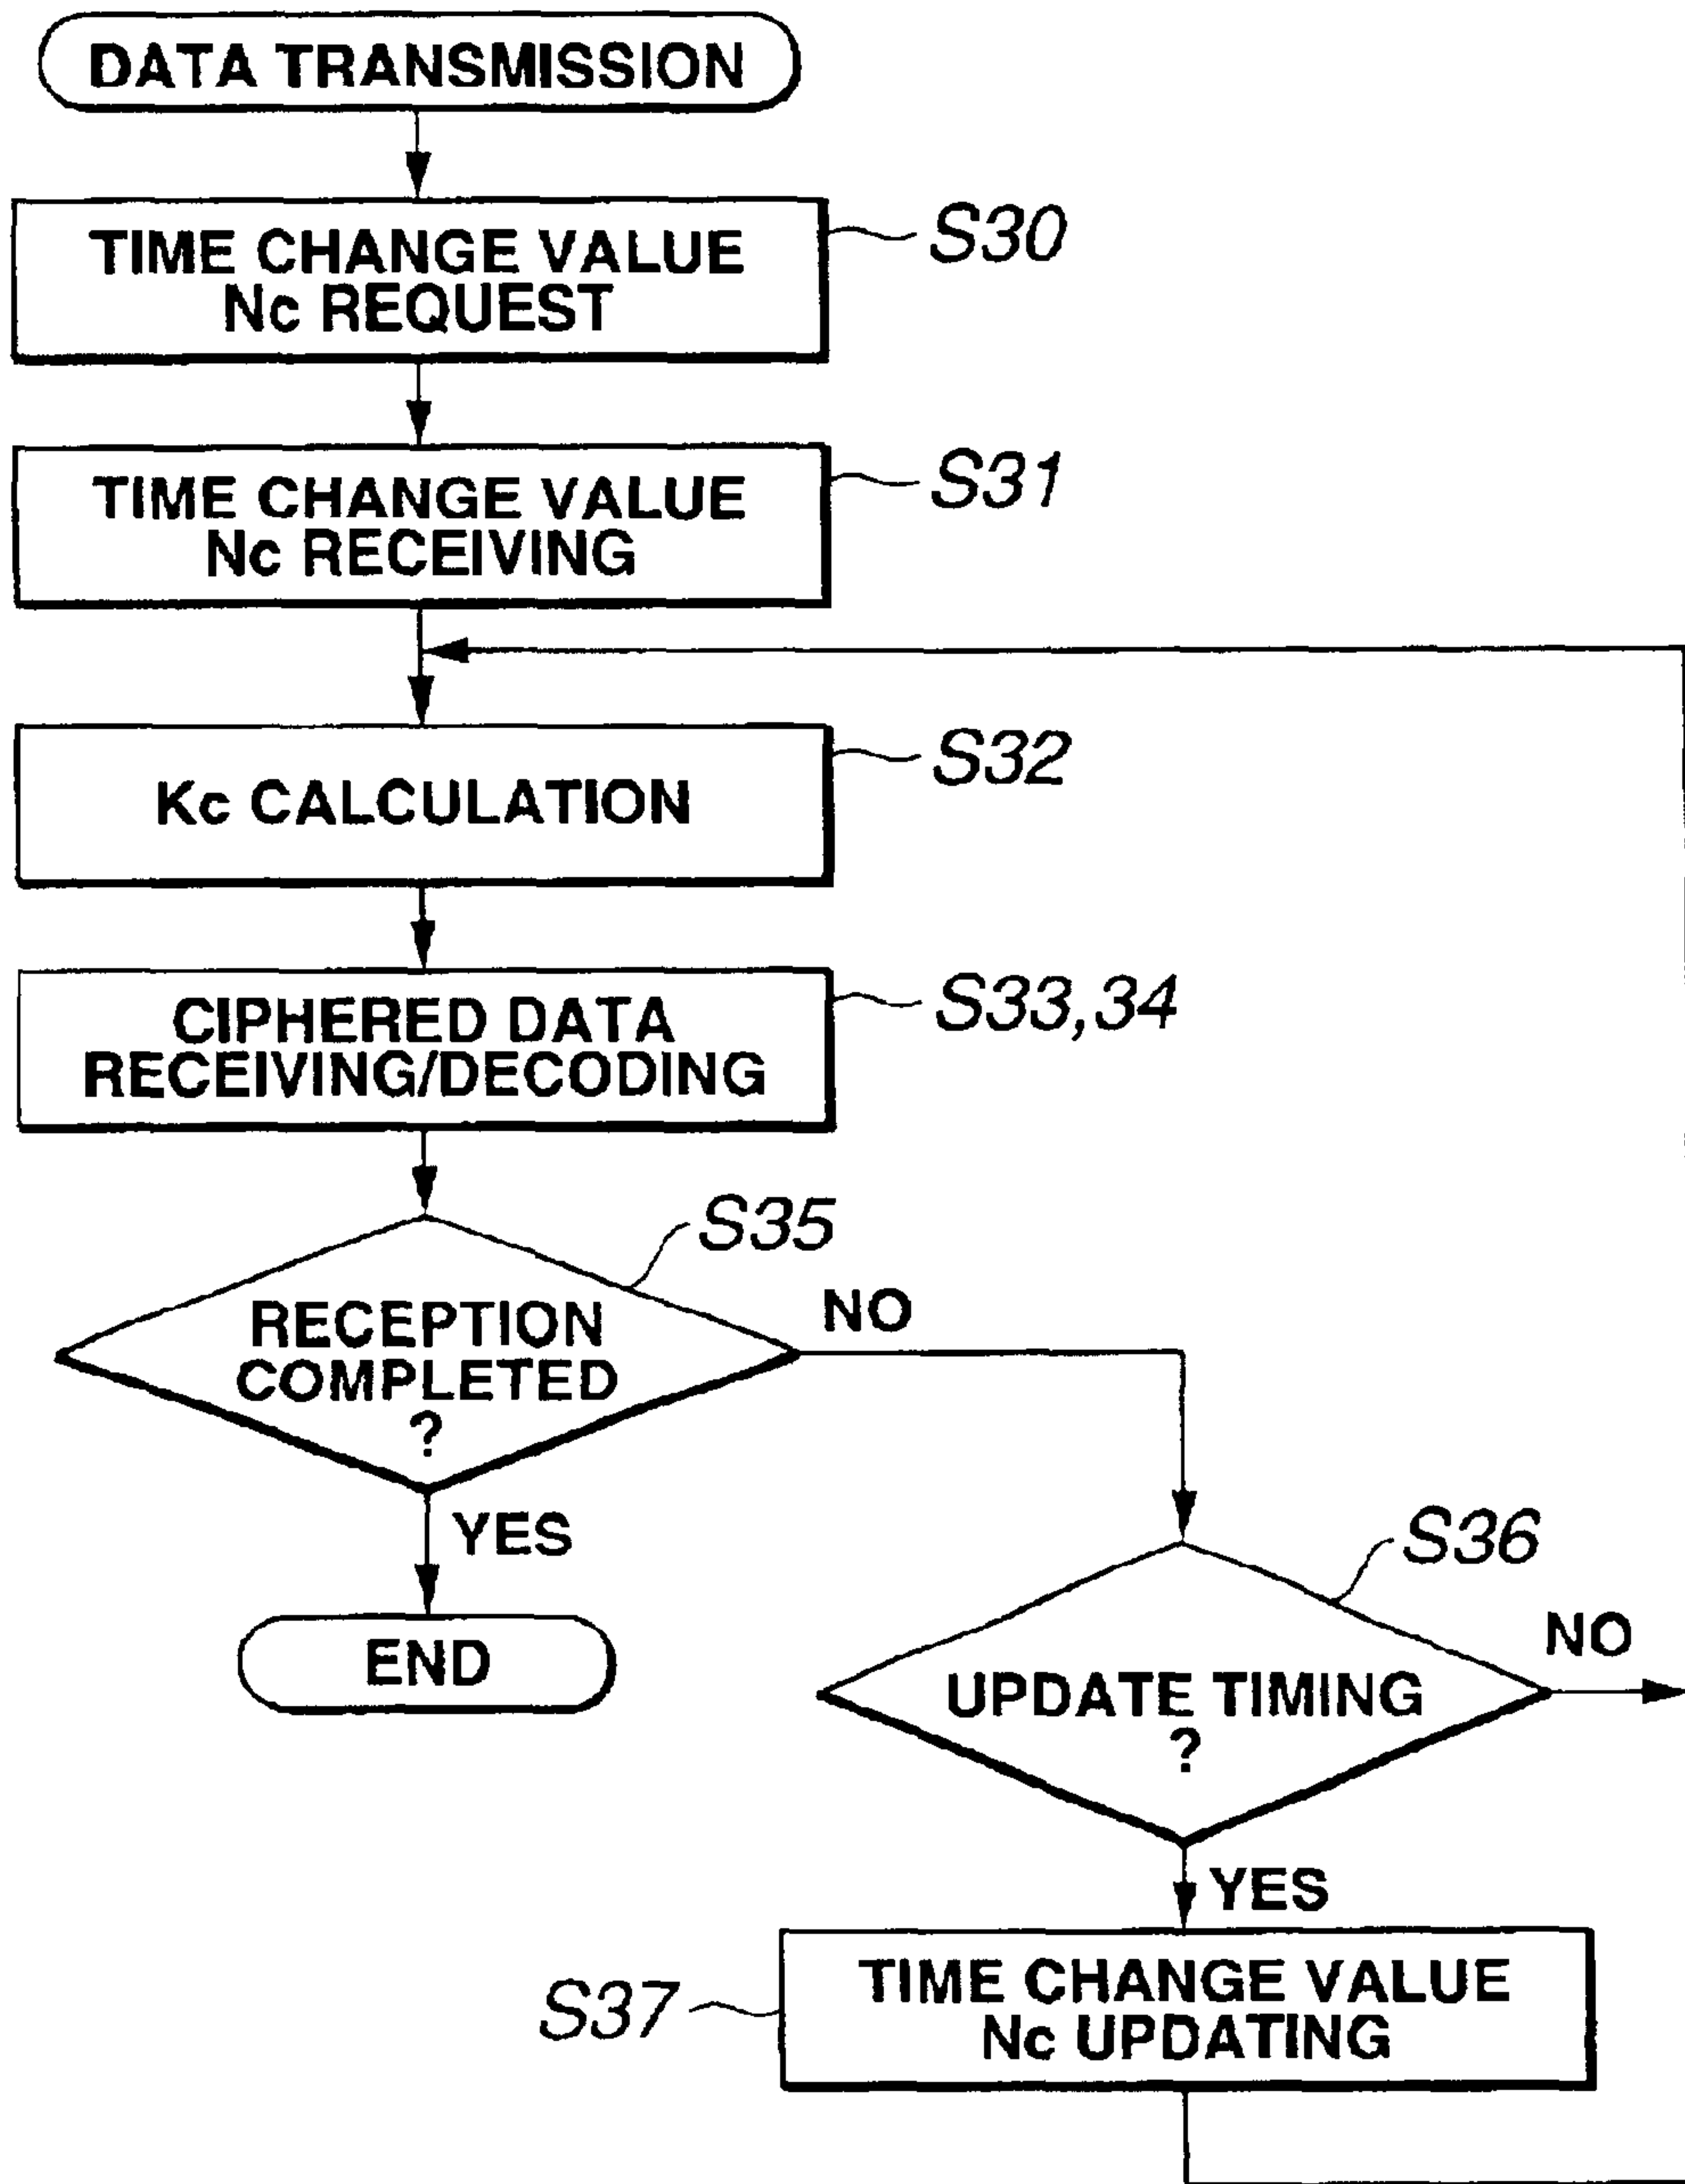 DATA TRANSMISSION
TIME CHANGE VALUE
Nc REQUEST
S30
TIME CHANGE VALUE
Nc RECEIVING
S31
Kc CALCULATION
S32
CIPHERED DATA
RECEIVING/DECODING
S33,34
S35
RECEPTION
COMPLETED
?
NO
YES
END
S36
UPDATE TIMING
?
NO
YES
TIME CHANGE VALUE
Nc UPDATING
S37